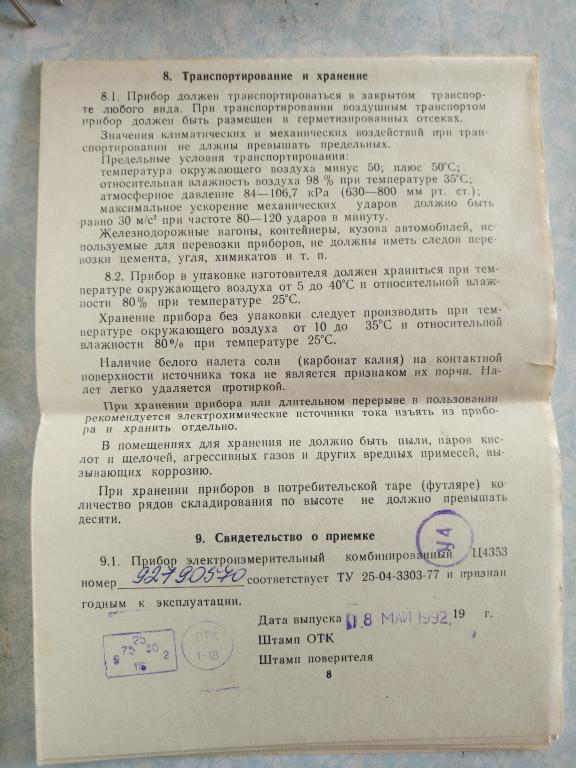 8. Транспортирование и хранение
8.1. Прибор должен транспортироваться в закрытом транспор-
те любого вида. При транспортировании воздушным транспортом
прибор должен быть размещен в герметизированных отсеках.
Значения климатических и механических воздействий при тран-
спортировании не длжны превышать предельных.
Предельные условия транспортирования:
температура окружающего воздуха минус 50; плюс 50°С;
относительная влажность воздуха 98 % при температуре 35°С;
атмосферное давление 84—106,7 кПа (630—800 мм рт. ст.);
максимальное ускорение механических ударов должно быть
равно 30 м/с² при частоте 80—120 ударов в минуту.
Железнодорожные вагоны, контейнеры, кузова автомобилей, ис-
пользуемые для перевозки приборов, не должны иметь следов пере-
возки цемента, угля, химикатов и т. п.
8.2. Прибор в упаковке изготовителя должен храниться при тем-
пературе окружающего воздуха от 5 до 40°С и относительной влаж-
ности 80% при температуре 25°С.
Хранение прибора без упаковки следует производить при тем-
пературе окружающего воздуха от 10 до 35°С и относительной
влажности 80% при температуре 25°С.
Наличие белого налета соли (карбонат калия) на контактной
поверхности источника тока не является признаком их порчи. На-
лет легко удаляется протиркой.
При хранении прибора или длительном перерыве в пользовании
рекомендуется электрохимические источники тока изъять из прибо-
ра и хранить отдельно.
В помещениях для хранения не должно быть пыли, паров кис-
лот и щелочей, агрессивных газов и других вредных примесей, вы-
зывающих коррозию.
При хранении приборов в потребительской таре (футляре) ко-
личество рядов складирования по высоте не должно превышать
десяти.
9. Свидетельство о приемке
УА
9.1. Прибор электроизмерительный комбинированный Ц4353
номер 92790570 соответствует ТУ 25-04-3303-77 и признан
годным к эксплуатации.
Дата выпуска 18 МАЙ 1992 19 г.
Штамп ОТК
Штамп поверителя
25
75 30
9 2
115
ОТК
1-18
8